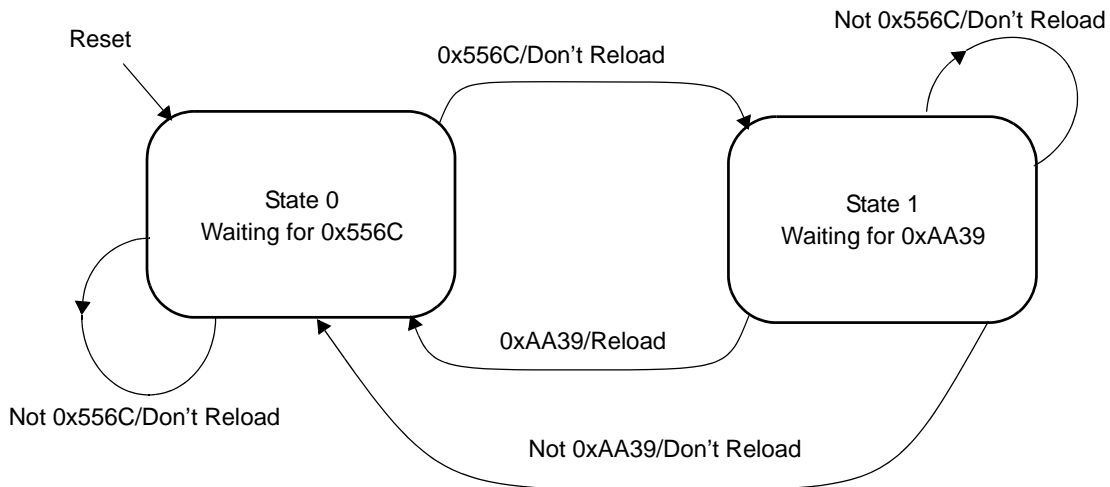 Reset
0x556C/Don’t Reload
Not 0x556C/Don’t Reload
State 0
Waiting for 0x556C
State 1
Waiting for 0xAA39
0xAA39/Reload
Not 0x556C/Don’t Reload
Not 0xAA39/Don’t Reload